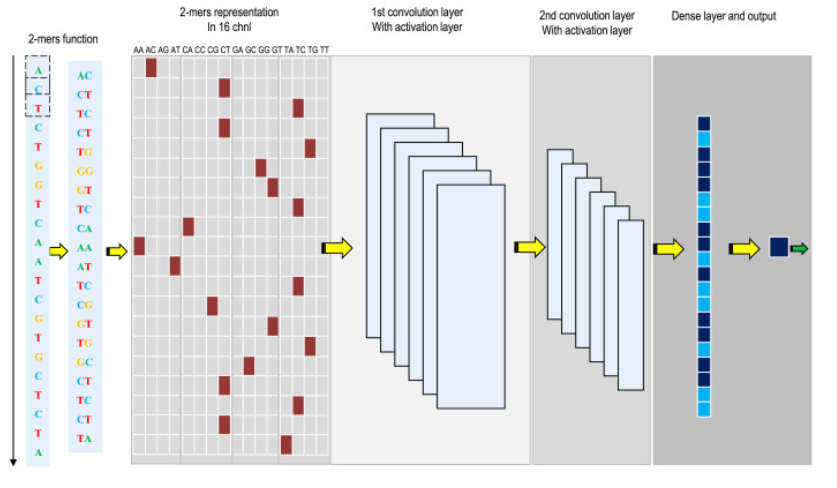 2-mers representation
In 16 chnl
1st convolution layer
With activation layer
2nd convolution layer
With activation layer
Dense layer and output
2-mers function
AA AC AG AT CA CC CG CT GA GC GG GT TA TC TG TT
A
C
T
C
T
G
G
T
C
A
A
T
C
G
T
G
C
T
C
T
A
AC
CT
TC
CT
TG
GG
GT
TC
CA
AA
AT
TC
CG
GT
TG
GC
CT
TC
CT
TA